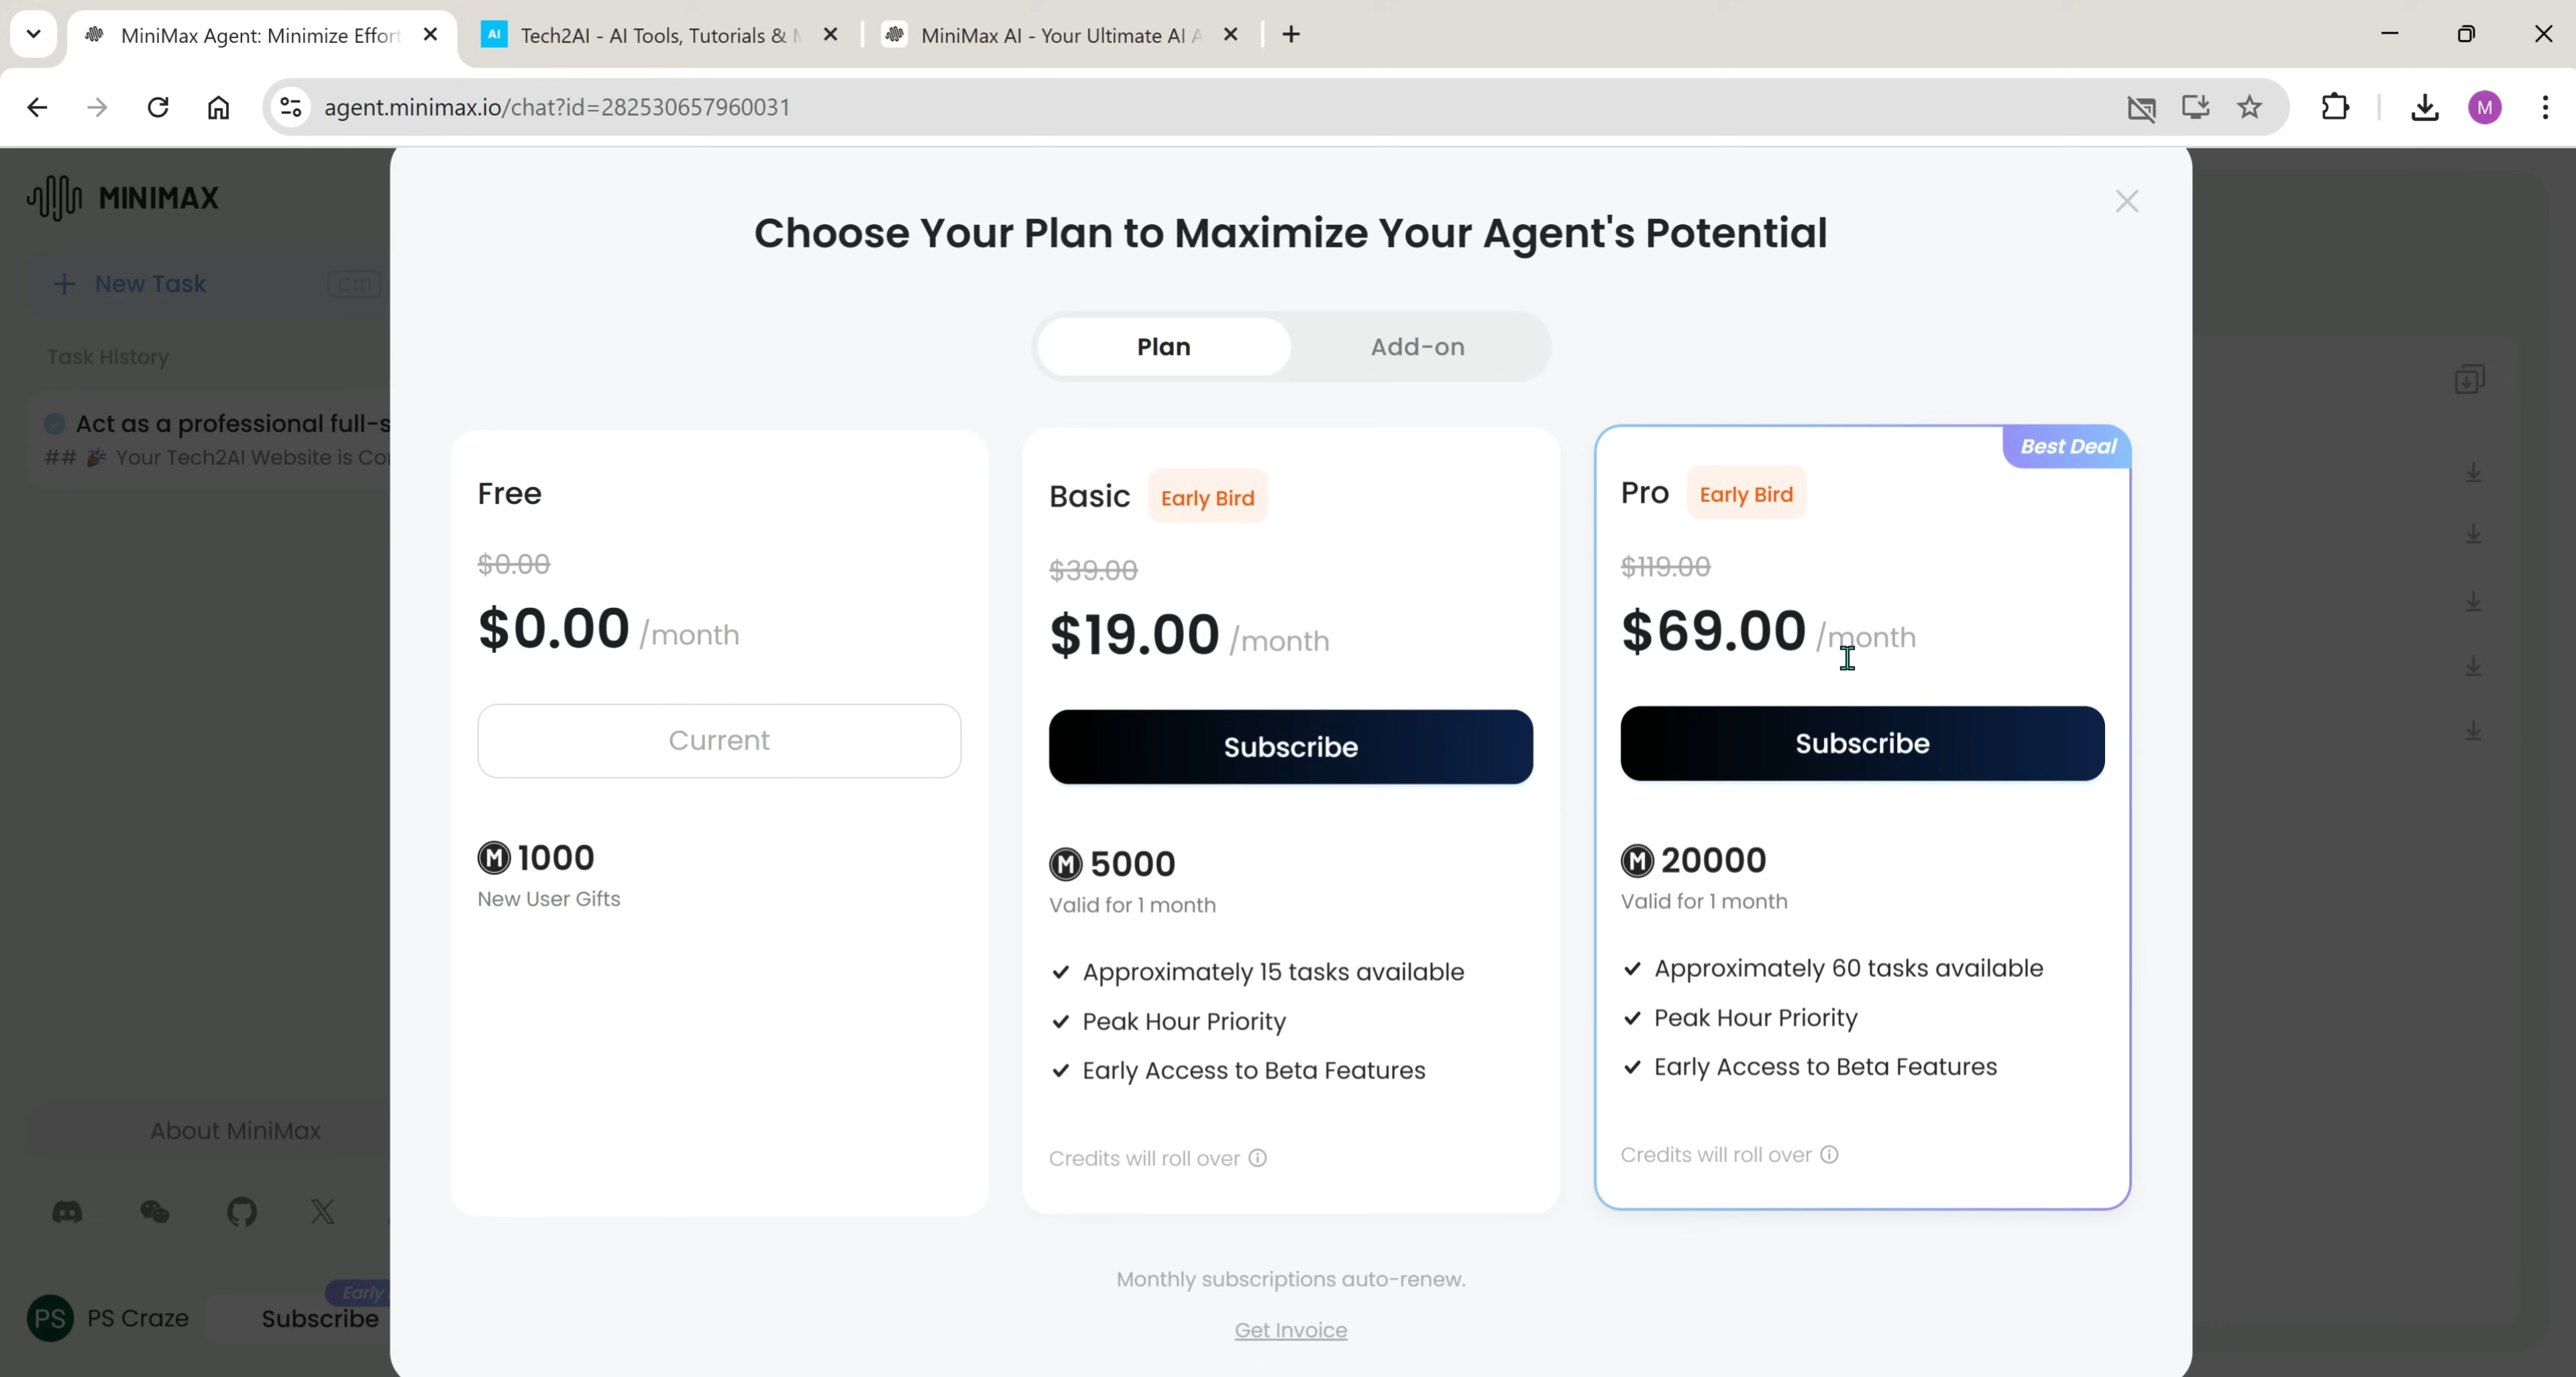 MiniMax Agent: Minimize Effort
Tech2AI - AI Tools, Tutorials &
MiniMax AI - Your Ultimate AI
agent.minimax.io/chat?id=282530657960031
M
MINIMAX
Choose Your Plan to Maximize Your Agent's Potential
New Task
Ctrl
Plan
Add-on
Task History
Act as a professional full-s
## 🎉 Your Tech2AI Website is Co
Free
$0.00
$0.00 /month
Current
1000
New User Gifts
Basic
Early Bird
$39.00
$19.00 /month
Subscribe
5000
Valid for 1 month
Approximately 15 tasks available
Peak Hour Priority
Early Access to Beta Features
Credits will roll over
Best Deal
Pro
Early Bird
$119.00
$69.00 /month
Subscribe
20000
Valid for 1 month
Approximately 60 tasks available
Peak Hour Priority
Early Access to Beta Features
Credits will roll over
About MiniMax
Monthly subscriptions auto-renew.
Get Invoice
Early
PS
PS Craze
Subscribe